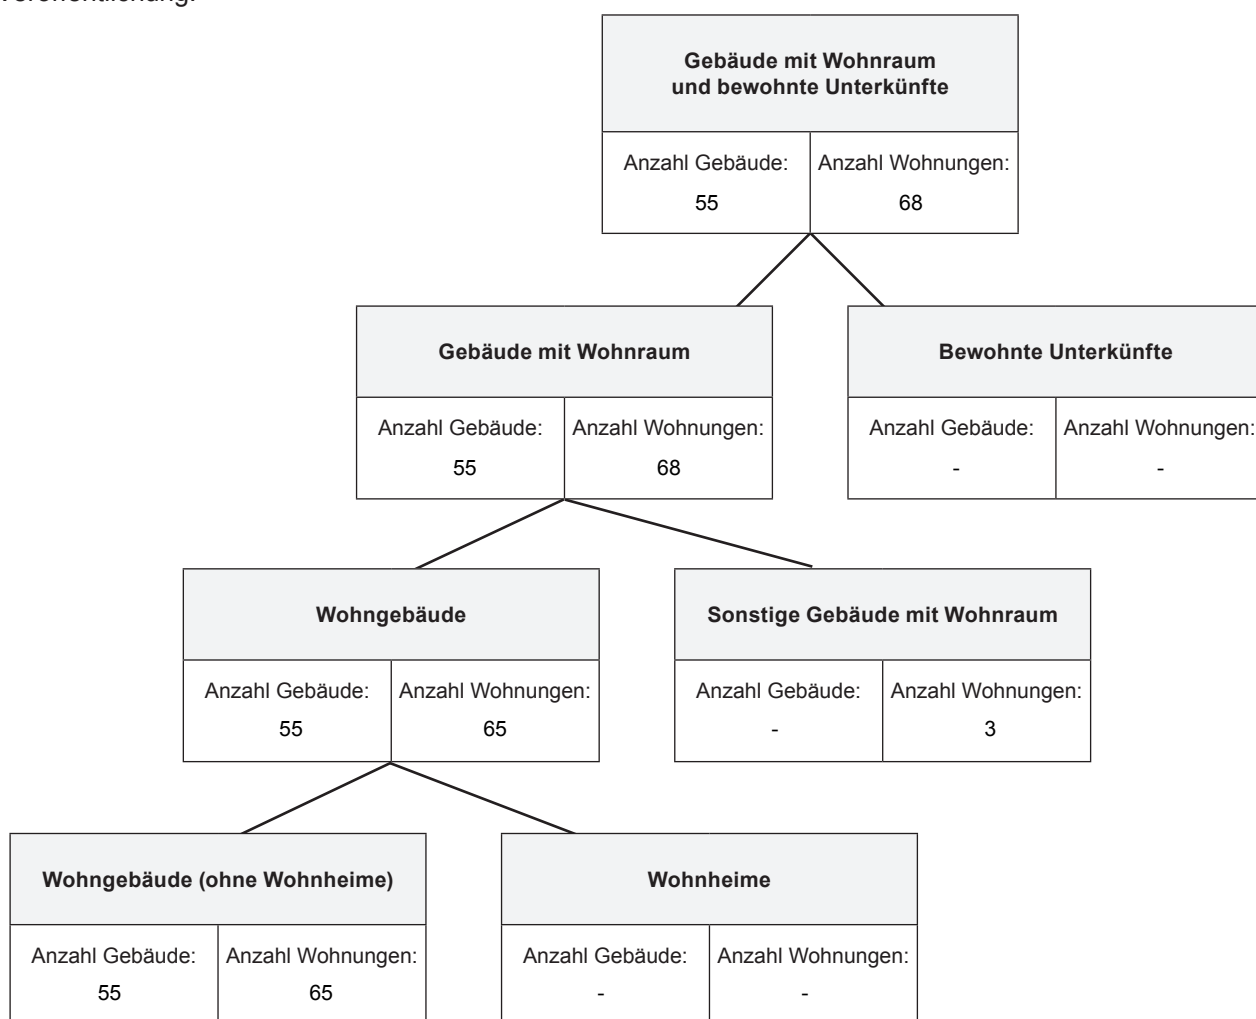 Veröffentlichung.
Gebäude mit Wohnraum
und bewohnte Unterkünfte
Anzahl Gebäude:
55
Anzahl Wohnungen:
68
Gebäude mit Wohnraum
Anzahl Gebäude:
55
Anzahl Wohnungen:
68
Bewohnte Unterkünfte
Anzahl Gebäude:
-
Anzahl Wohnungen:
-
Wohngebäude
Anzahl Gebäude:
55
Anzahl Wohnungen:
65
Sonstige Gebäude mit Wohnraum
Anzahl Gebäude:
-
Anzahl Wohnungen:
3
Wohngebäude (ohne Wohnheime)
Anzahl Gebäude:
55
Anzahl Wohnungen:
65
Wohnheime
Anzahl Gebäude:
-
Anzahl Wohnungen:
-